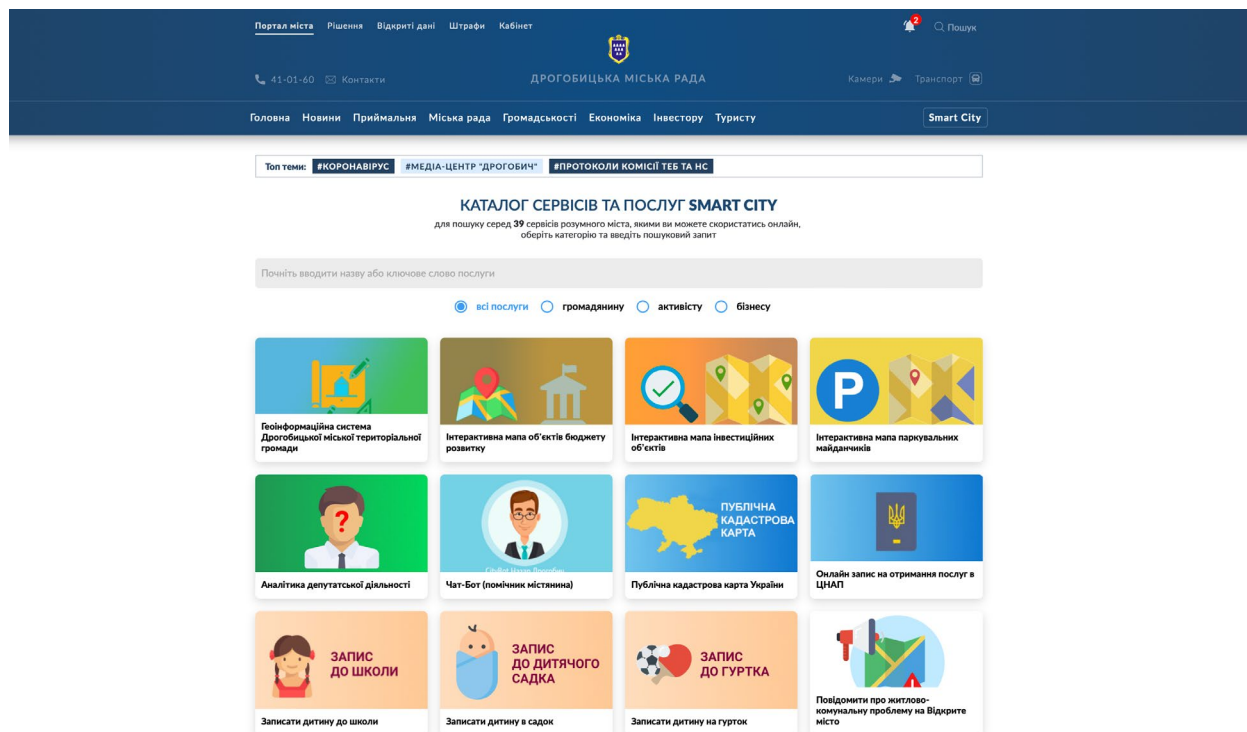 Портал міста Рішення Відкриті дані Штрафи Кабінет
2
Пошук
41-01-60 Контакти
ДРОГОБИЦЬКА МІСЬКА РАДА
Камери Транспорт
Головна Новини Приймальня Міська рада Громадськості Економіка Інвестору Туристу
Smart City
Топ теми: #КОРОНАВІРУС #МЕДІА-ЦЕНТР "ДРОГОБИЧ" #ПРОТОКОЛИ КОМІСІЇ ТЕБ ТА НС
КАТАЛОГ СЕРВІСІВ ТА ПОСЛУГ SMART CITY
для пошуку серед 39 сервісів розумного міста, якими ви можете скористатись онлайн,
оберіть категорію та введіть пошуковий запит
Почніть вводити назву або ключове слово послуги
всі послуги громадянину активісту бізнесу
Геоінформаційна система
Дрогобицької міської територіальної
громади
Інтерактивна мапа об'єктів бюджету
розвитку
Інтерактивна мапа інвестиційних
об'єктів
P
Інтерактивна мапа паркувальних
майданчиків
?
Аналітика депутатської діяльності
Чат-Бот (помічник містянина)
ПУБЛІЧНА
КАДАСТРОВА
КАРТА
Публічна кадастрова карта України
Онлайн запис на отримання послуг в
ЦНАП
ЗАПИС
ДО ШКОЛИ
Записати дитину до школи
ЗАПИС
ДО ДИТЯЧОГО
САДКА
Записати дитину в садок
ЗАПИС
ДО ГУРТКА
Записати дитину на гурток
Повідомити про житлово-
комунальну проблему на Відкрите
місто